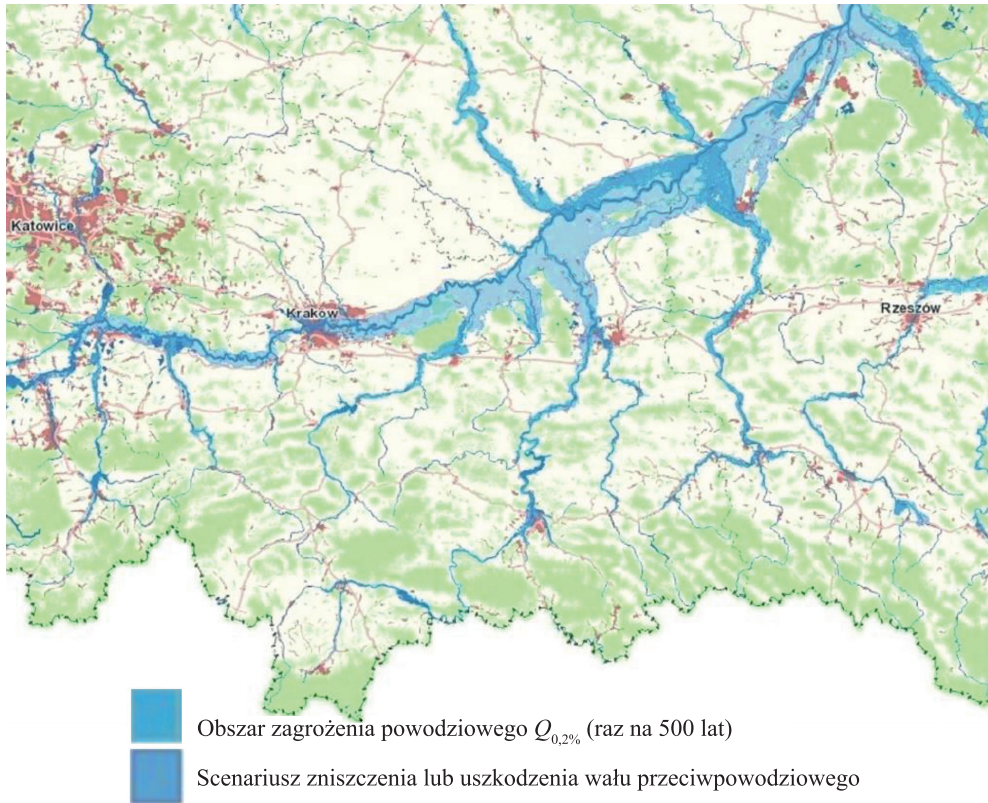 Katowice
Kraków
Rzeszów
Obszar zagrożenia powodziowego Q0,2% (raz na 500 lat)
Scenariusz zniszczenia lub uszkodzenia wału przeciwpowodziowego